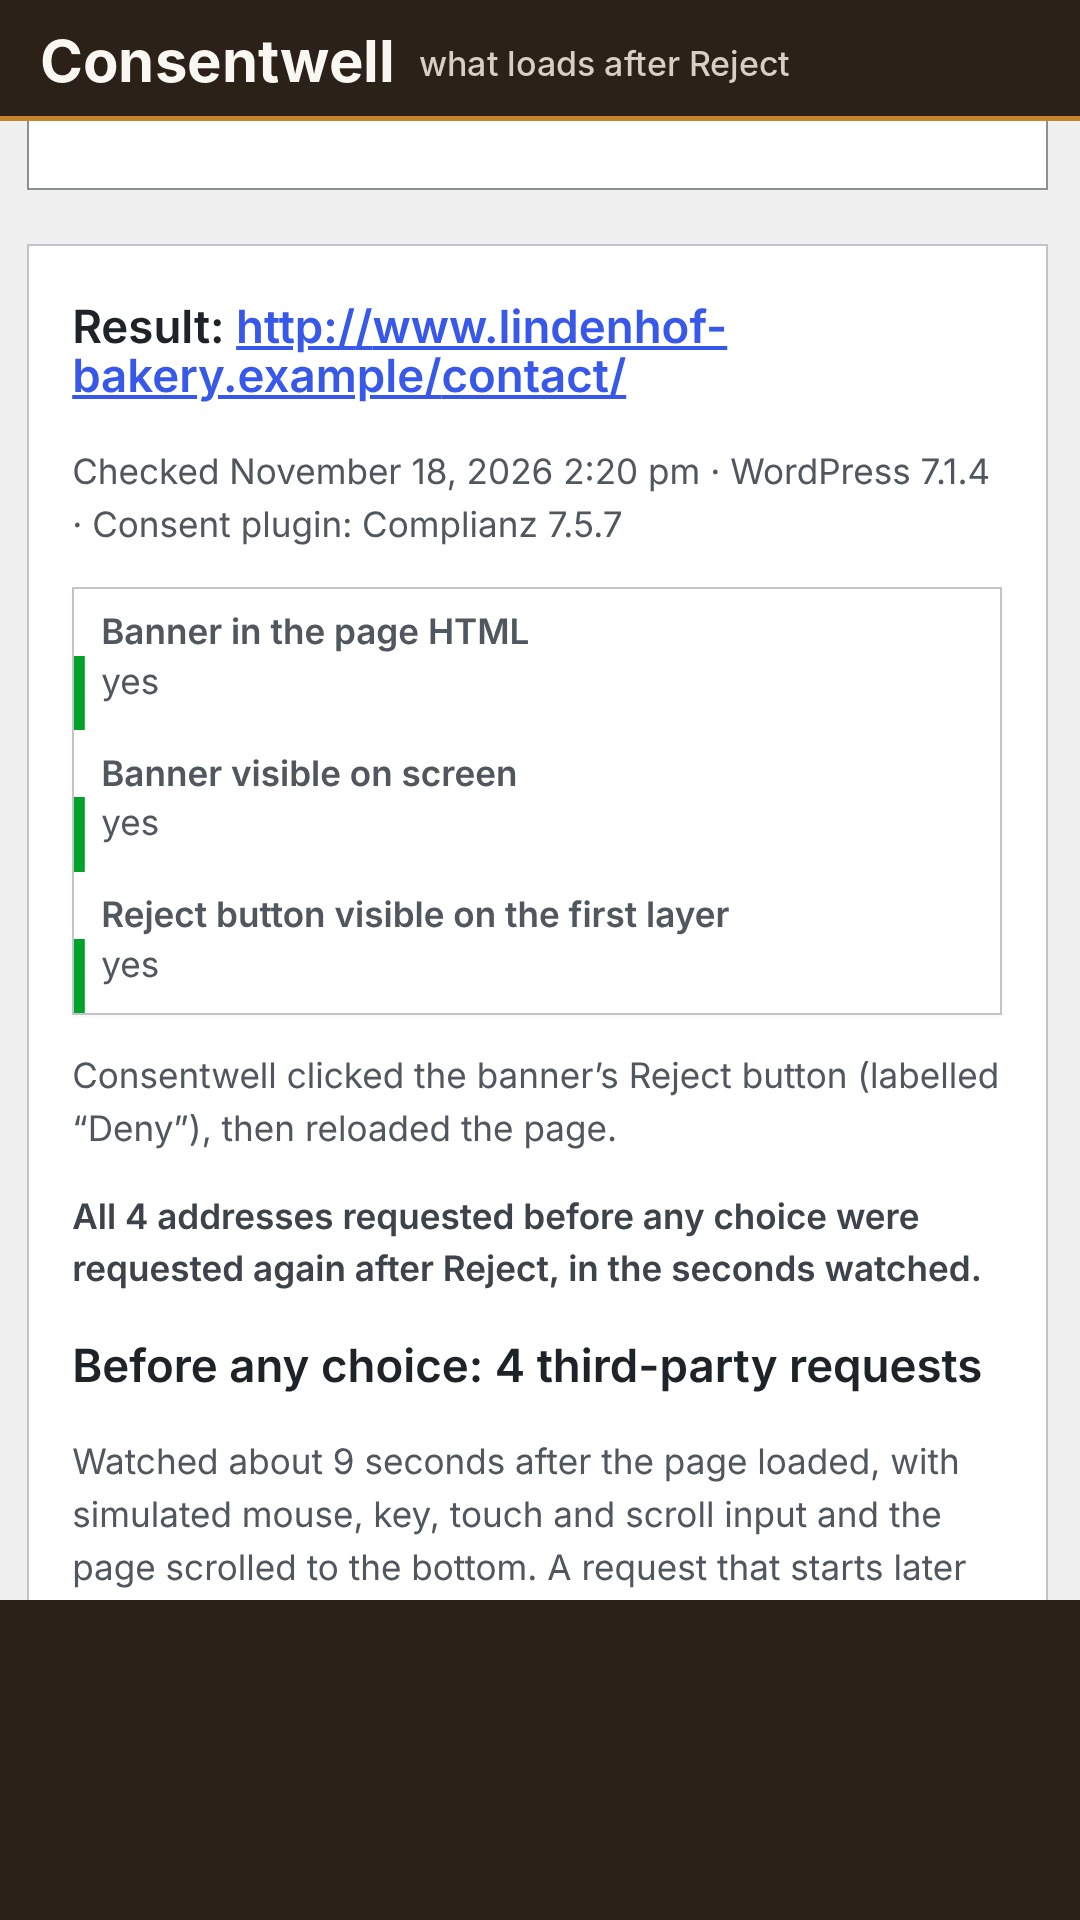 Consentwell what loads after Reject
Result: http://www.lindenhof-
bakery.example/contact/
Checked November 18, 2026 2:20 pm · WordPress 7.1.4
· Consent plugin: Complianz 7.5.7
Banner in the page HTML
yes
Banner visible on screen
yes
Reject button visible on the first layer
yes
Consentwell clicked the banner’s Reject button (labelled
“Deny”), then reloaded the page.
All 4 addresses requested before any choice were
requested again after Reject, in the seconds watched.
Before any choice: 4 third-party requests
Watched about 9 seconds after the page loaded, with
simulated mouse, key, touch and scroll input and the
page scrolled to the bottom. A request that starts later